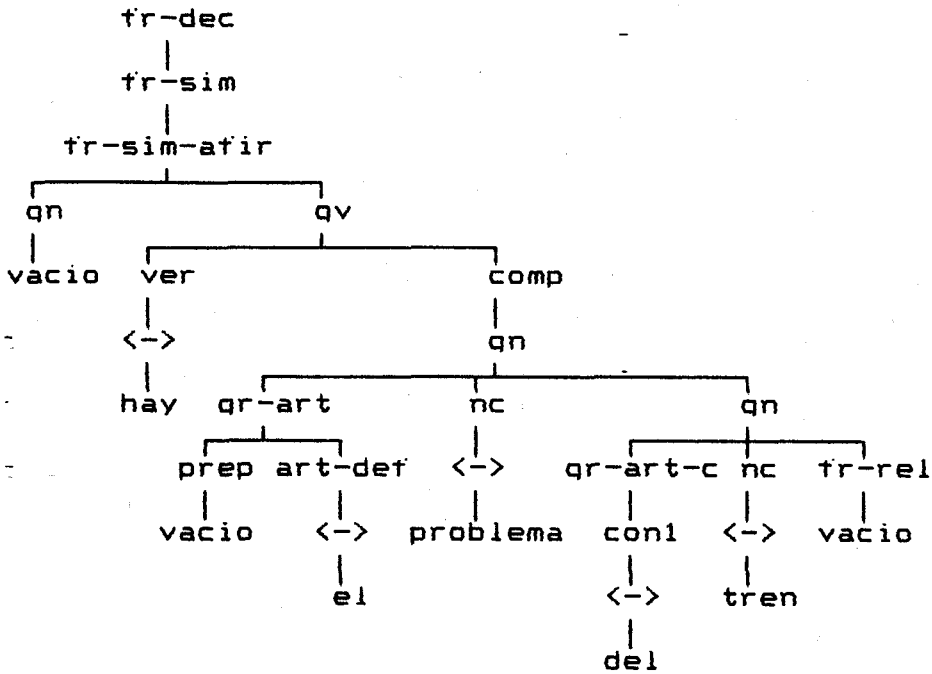 fr-dec
fr-sim
fr-sim-afir
gn gv
vacio ver comp
<-> gn
hay gr-art nc gn
prep art-def <-> gr-art-c nc fr-rel
vacio <-> problema con1 <-> vacio
el <-> tren
del